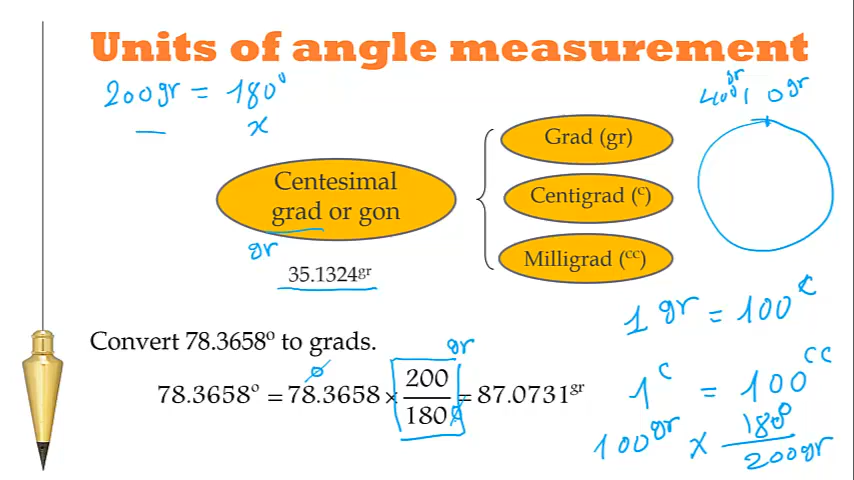 Units of angle measurement
200gr = 180°
— x
400gr | 0gr
Centesimal
grad or gon
Grad (gr)
Centigrad (ᶜ)
Milligrad (ᶜᶜ)
gr
35.1324ᵍʳ
1 gr = 100ᶜ
Convert 78.3658° to grads.
gr
78.3658° = 78.3658 × 200/180 = 87.0731ᵍʳ
1ᶜ = 100ᶜᶜ
100ᵍʳ x 180°/200gr